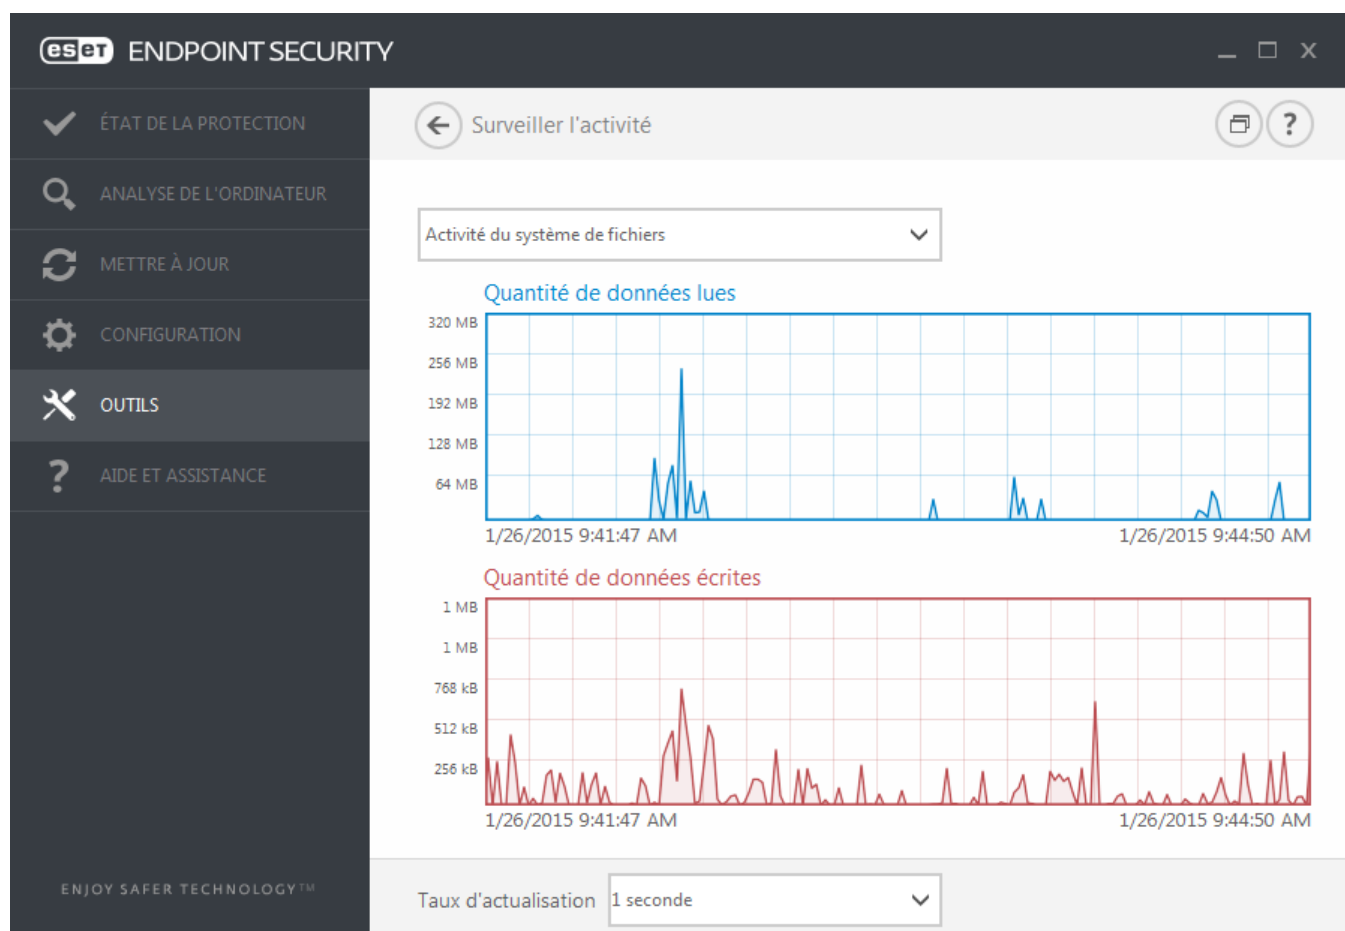 eset ENDPOINT SECURITY
ÉTAT DE LA PROTECTION
ANALYSE DE L'ORDINATEUR
METTRE À JOUR
CONFIGURATION
OUTILS
AIDE ET ASSISTANCE
ENJOY SAFER TECHNOLOGY™
Surveiller l'activité
Activité du système de fichiers
Quantité de données lues
320 MB
256 MB
192 MB
128 MB
64 MB
1/26/2015 9:41:47 AM 1/26/2015 9:44:50 AM
Quantité de données écrites
1 MB
1 MB
768 kB
512 kB
256 kB
1/26/2015 9:41:47 AM 1/26/2015 9:44:50 AM
Taux d'actualisation 1 seconde